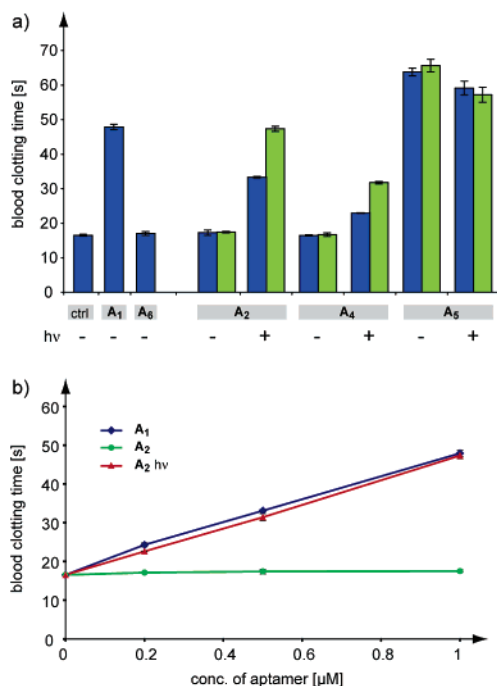 a)
blood clotting time [s]
70
60
50
40
30
20
10
0
ctrl A₁ A₆ A₂ A₄ A₅
hν - - - - + - + - +
b)
blood clotting time [s]
60
50
40
30
20
10
0
A₁
A₂
A₂ hν
0 0.2 0.4 0.6 0.8 1
conc. of aptamer [µM]